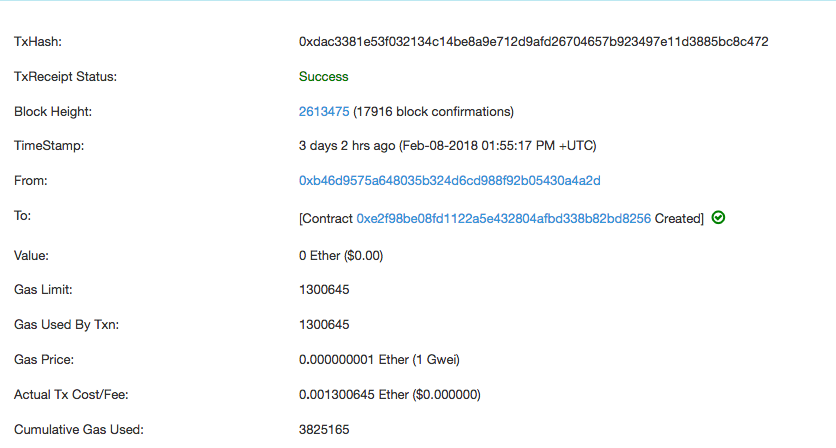 TxHash: 0xdac3381e53f032134c14be8a9e712d9afd26704657b923497e11d3885bc8c472
TxReceipt Status: Success
Block Height: 2613475 (17916 block confirmations)
TimeStamp: 3 days 2 hrs ago (Feb-08-2018 01:55:17 PM +UTC)
From: 0xb46d9575a648035b324d6cd988f92b05430a4a2d
To: [Contract 0xe2f98be08fd1122a5e432804afbd338b82bd8256 Created]
Value: 0 Ether ($0.00)
Gas Limit: 1300645
Gas Used By Txn: 1300645
Gas Price: 0.000000001 Ether (1 Gwei)
Actual Tx Cost/Fee: 0.001300645 Ether ($0.000000)
Cumulative Gas Used: 3825165